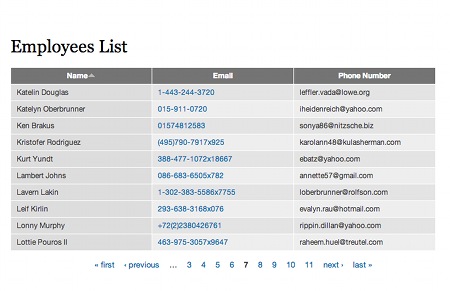 Employees List
Name Email Phone Number
Katelin Douglas 1-443-244-3720 leffler.vada@lowe.org
Katelyn Oberbrunner 015-911-0720 iheidenreich@yahoo.com
Ken Brakus 01574812583 sonya86@nitzsche.biz
Kristofer Rodriguez (495)790-7917x925 karolann48@kulasherman.com
Kurt Yundt 388-477-1072x18667 ebatz@yahoo.com
Lambert Johns 086-683-6505x782 annette57@gmail.com
Lavern Lakin 1-302-383-5586x7755 loberbrunner@rolfson.com
Leif Kirlin 293-638-3168x076 evalyn.rau@hotmail.com
Lonny Murphy +72(2)2380426761 rippin.dillan@yahoo.com
Lottie Pouros II 463-975-3057x9647 raheem.huel@treutel.com
« first ‹ previous … 3 4 5 6 7 8 9 10 11 next › last »